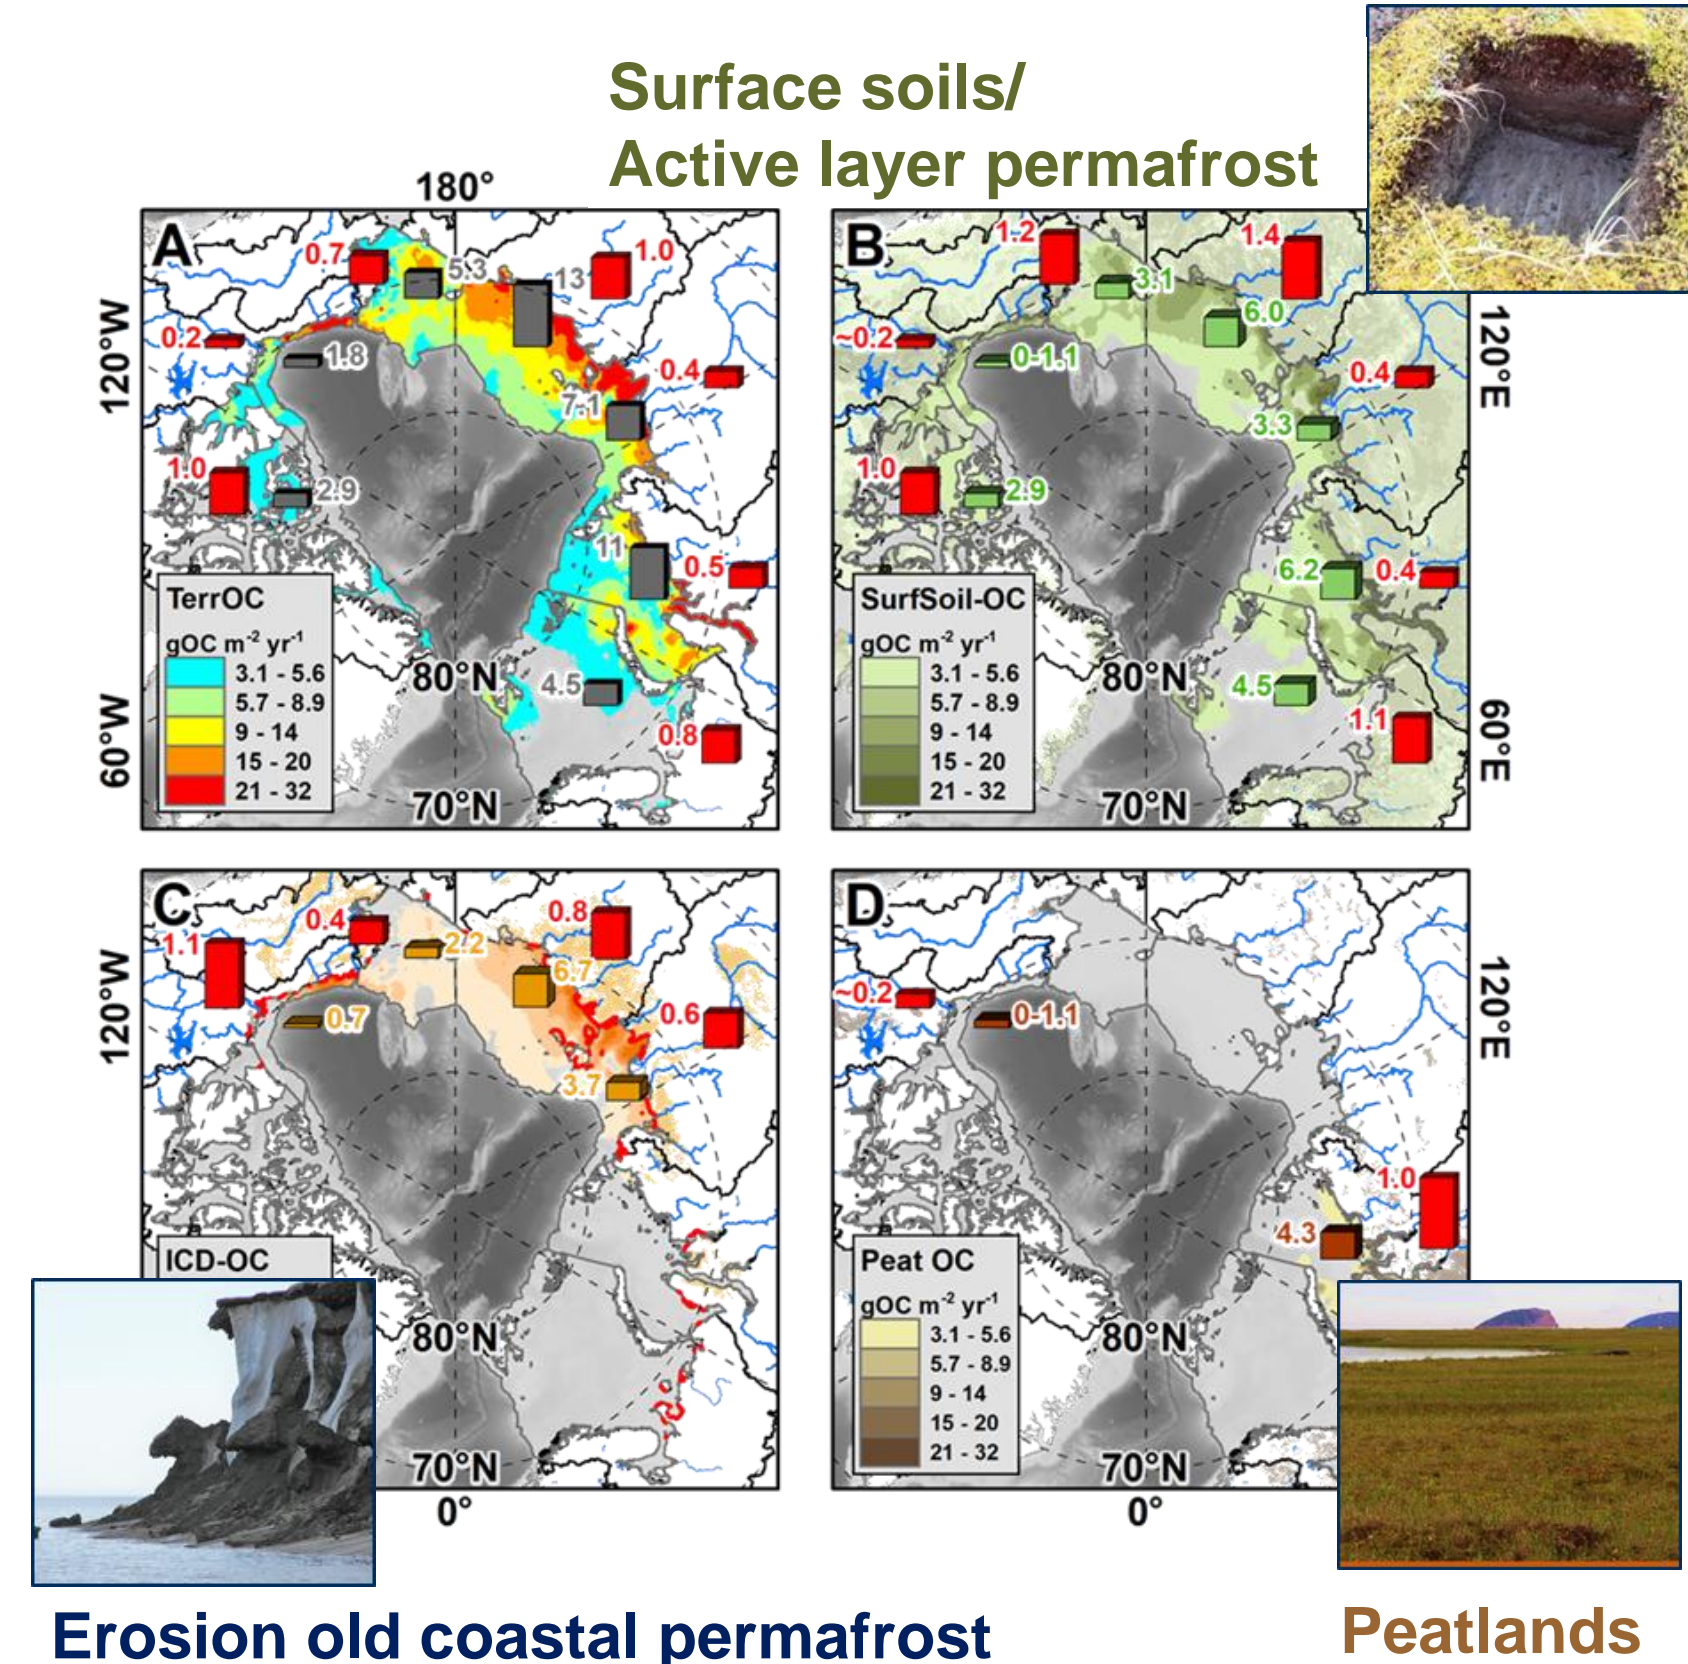 Surface soils/
Active layer permafrost
180°
A
0.7
5.3
13
1.0
0.2
1.8
0.4
7.1
1.0
2.9
11
0.5
4.5
0.8
TerrOC
gOC m-2 yr-1
3.1 - 5.6
5.7 - 8.9
9 - 14
15 - 20
21 - 32
80°N
70°N
120°W
60°W
B
1.2
3.1
1.4
6.0
~0.2
0-1.1
0.4
3.3
1.0
2.9
6.2
0.4
4.5
1.1
SurfSoil-OC
gOC m-2 yr-1
3.1 - 5.6
5.7 - 8.9
9 - 14
15 - 20
21 - 32
80°N
70°N
120°E
60°E
C
0.4
1.1
2.2
0.8
6.7
0.7
0.6
3.7
ICD-OC
80°N
70°N
0°
120°W
D
~0.2
0-1.1
1.0
4.3
Peat OC
gOC m-2 yr-1
3.1 - 5.6
5.7 - 8.9
9 - 14
15 - 20
21 - 32
80°N
70°N
0°
120°E
Erosion old coastal permafrost
Peatlands